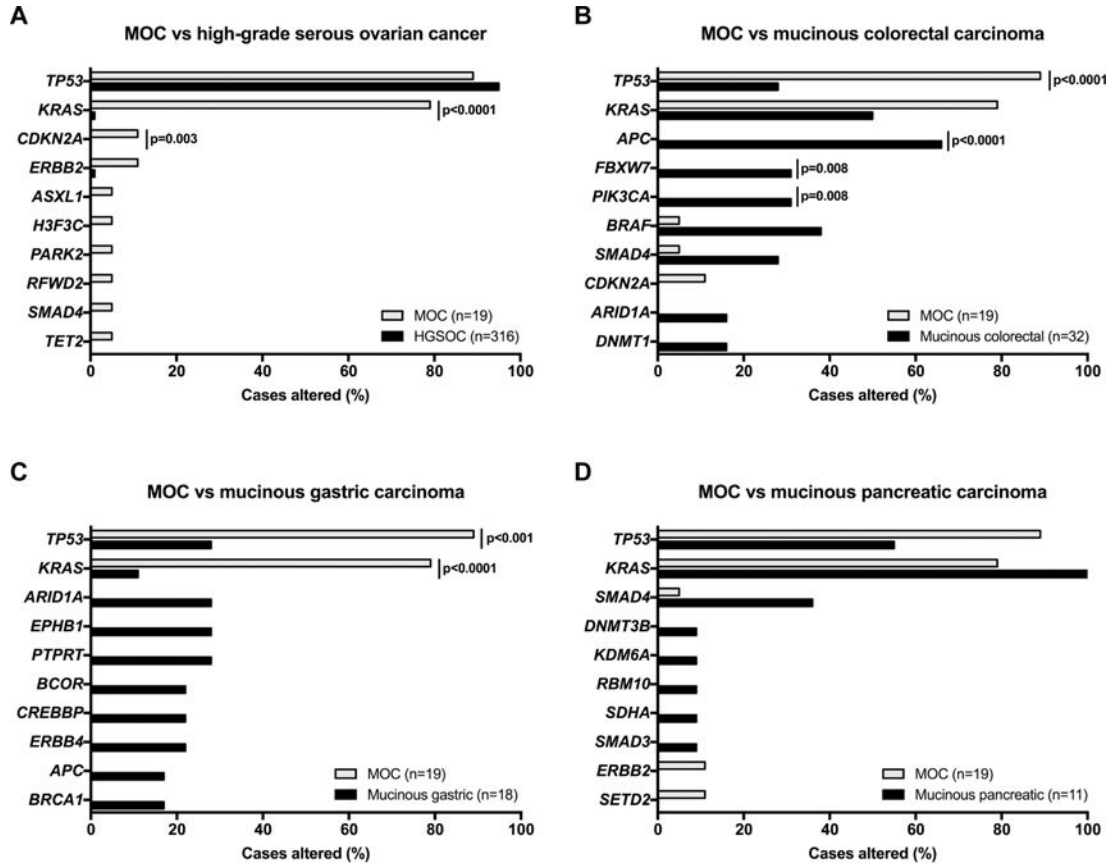 A
MOC vs high-grade serous ovarian cancer
TP53
KRAS
p<0.0001
CDKN2A
p=0.003
ERBB2
ASXL1
H3F3C
PARK2
RFWD2
SMAD4
MOC (n=19)
HGSOC (n=316)
TET2
0 20 40 60 80 100
Cases altered (%)
B
MOC vs mucinous colorectal carcinoma
TP53
p<0.0001
KRAS
APC
p<0.0001
FBXW7
p=0.008
PIK3CA
p=0.008
BRAF
SMAD4
CDKN2A
ARID1A
MOC (n=19)
Mucinous colorectal (n=32)
DNMT1
0 20 40 60 80 100
Cases altered (%)
C
MOC vs mucinous gastric carcinoma
TP53
p<0.001
KRAS
p<0.0001
ARID1A
EPHB1
PTPRT
BCOR
CREBBP
ERBB4
APC
MOC (n=19)
Mucinous gastric (n=18)
BRCA1
0 20 40 60 80 100
Cases altered (%)
D
MOC vs mucinous pancreatic carcinoma
TP53
KRAS
SMAD4
DNMT3B
KDM6A
RBM10
SDHA
SMAD3
ERBB2
MOC (n=19)
Mucinous pancreatic (n=11)
SETD2
0 20 40 60 80 100
Cases altered (%)